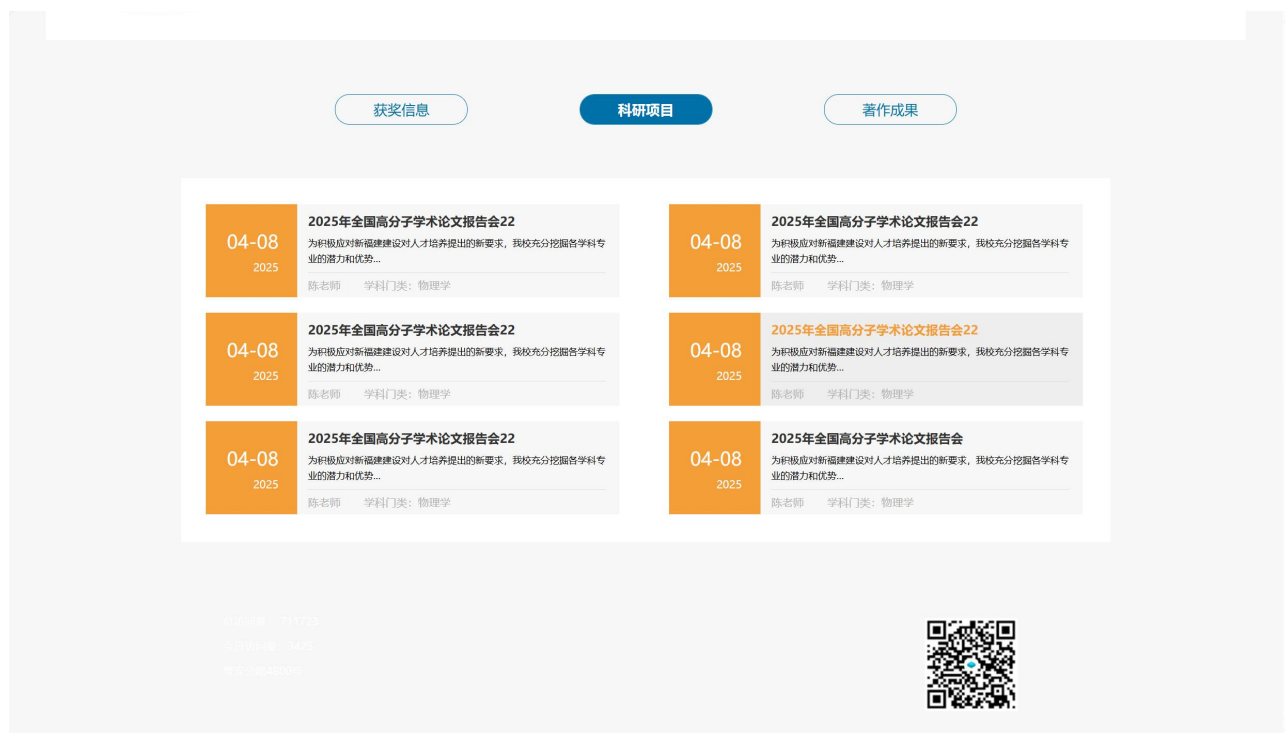 获奖信息
科研项目
著作成果
04-08
2025
2025年全国高分子学术论文报告会22
为积极应对新福建建设对人才培养提出的新要求，我校充分挖掘各学科专
业的潜力和优势...
陈老师 学科门类：物理学
04-08
2025
2025年全国高分子学术论文报告会22
为积极应对新福建建设对人才培养提出的新要求，我校充分挖掘各学科专
业的潜力和优势...
陈老师 学科门类：物理学
04-08
2025
2025年全国高分子学术论文报告会22
为积极应对新福建建设对人才培养提出的新要求，我校充分挖掘各学科专
业的潜力和优势...
陈老师 学科门类：物理学
04-08
2025
2025年全国高分子学术论文报告会22
为积极应对新福建建设对人才培养提出的新要求，我校充分挖掘各学科专
业的潜力和优势...
陈老师 学科门类：物理学
04-08
2025
2025年全国高分子学术论文报告会22
为积极应对新福建建设对人才培养提出的新要求，我校充分挖掘各学科专
业的潜力和优势...
陈老师 学科门类：物理学
04-08
2025
2025年全国高分子学术论文报告会
为积极应对新福建建设对人才培养提出的新要求，我校充分挖掘各学科专
业的潜力和优势...
陈老师 学科门类：物理学